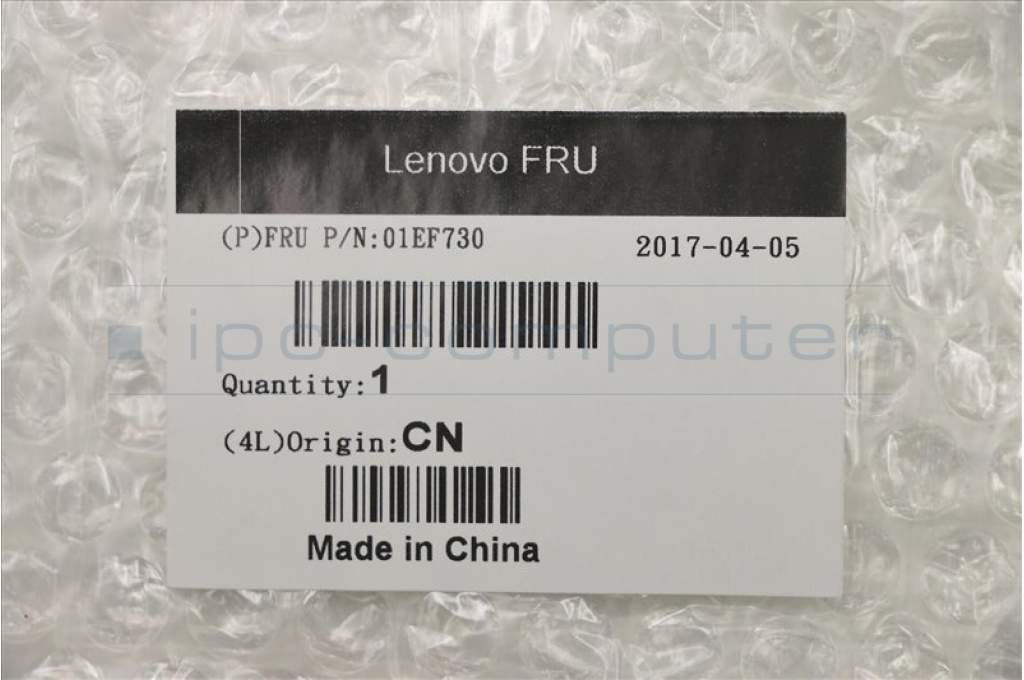 Lenovo FRU
(P)FRU P/N:01EF730
2017-04-05
ipc-computer
Quantity:1
(4L)Origin:CN
Made in China